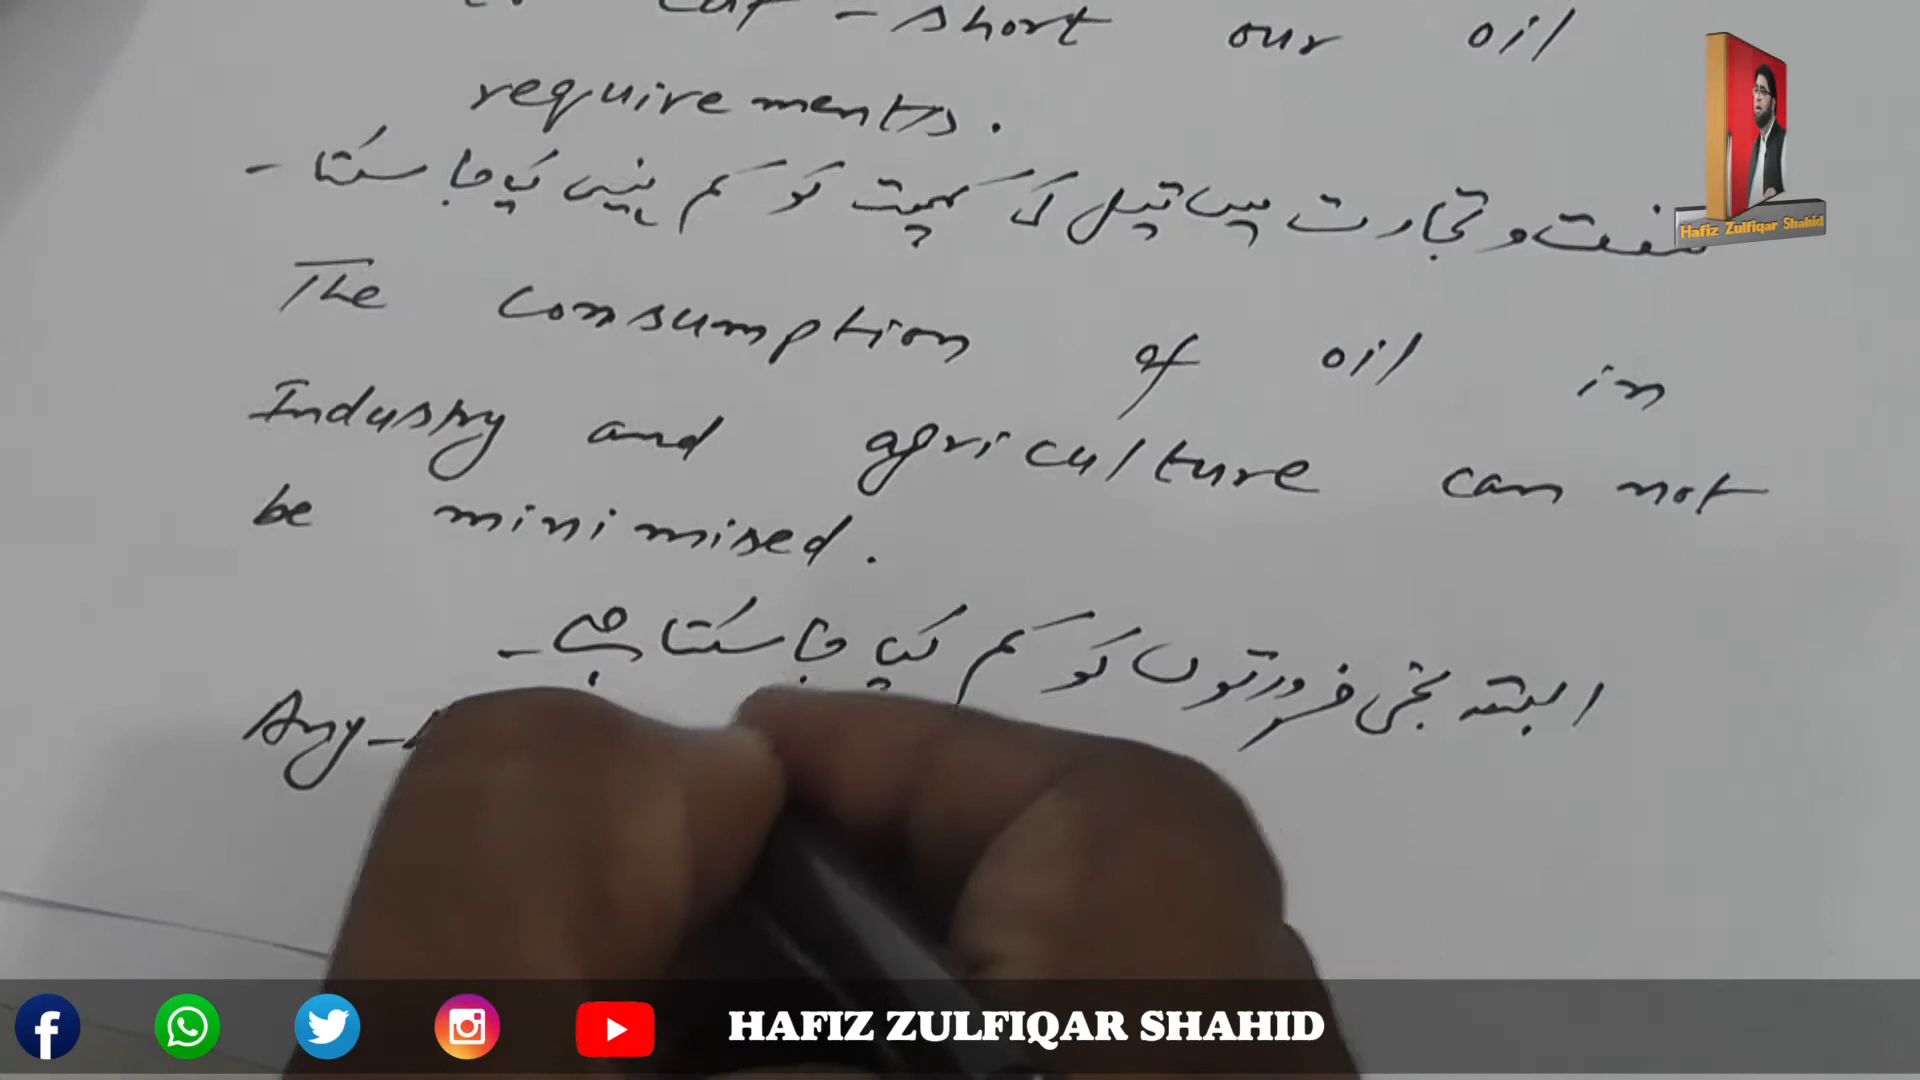 cut-short our oil
requirements.
صنعت و تجارت میں تیل کی کھپت کو کم نہیں کیا جا سکتا -
The consumption of oil in
Industry and agriculture can not
be minimised.
البتہ نجی ضرورتوں کو کم کیا جا سکتا ہے -
Any-
Hafiz Zulfiqar Shahid
HAFIZ ZULFIQAR SHAHID